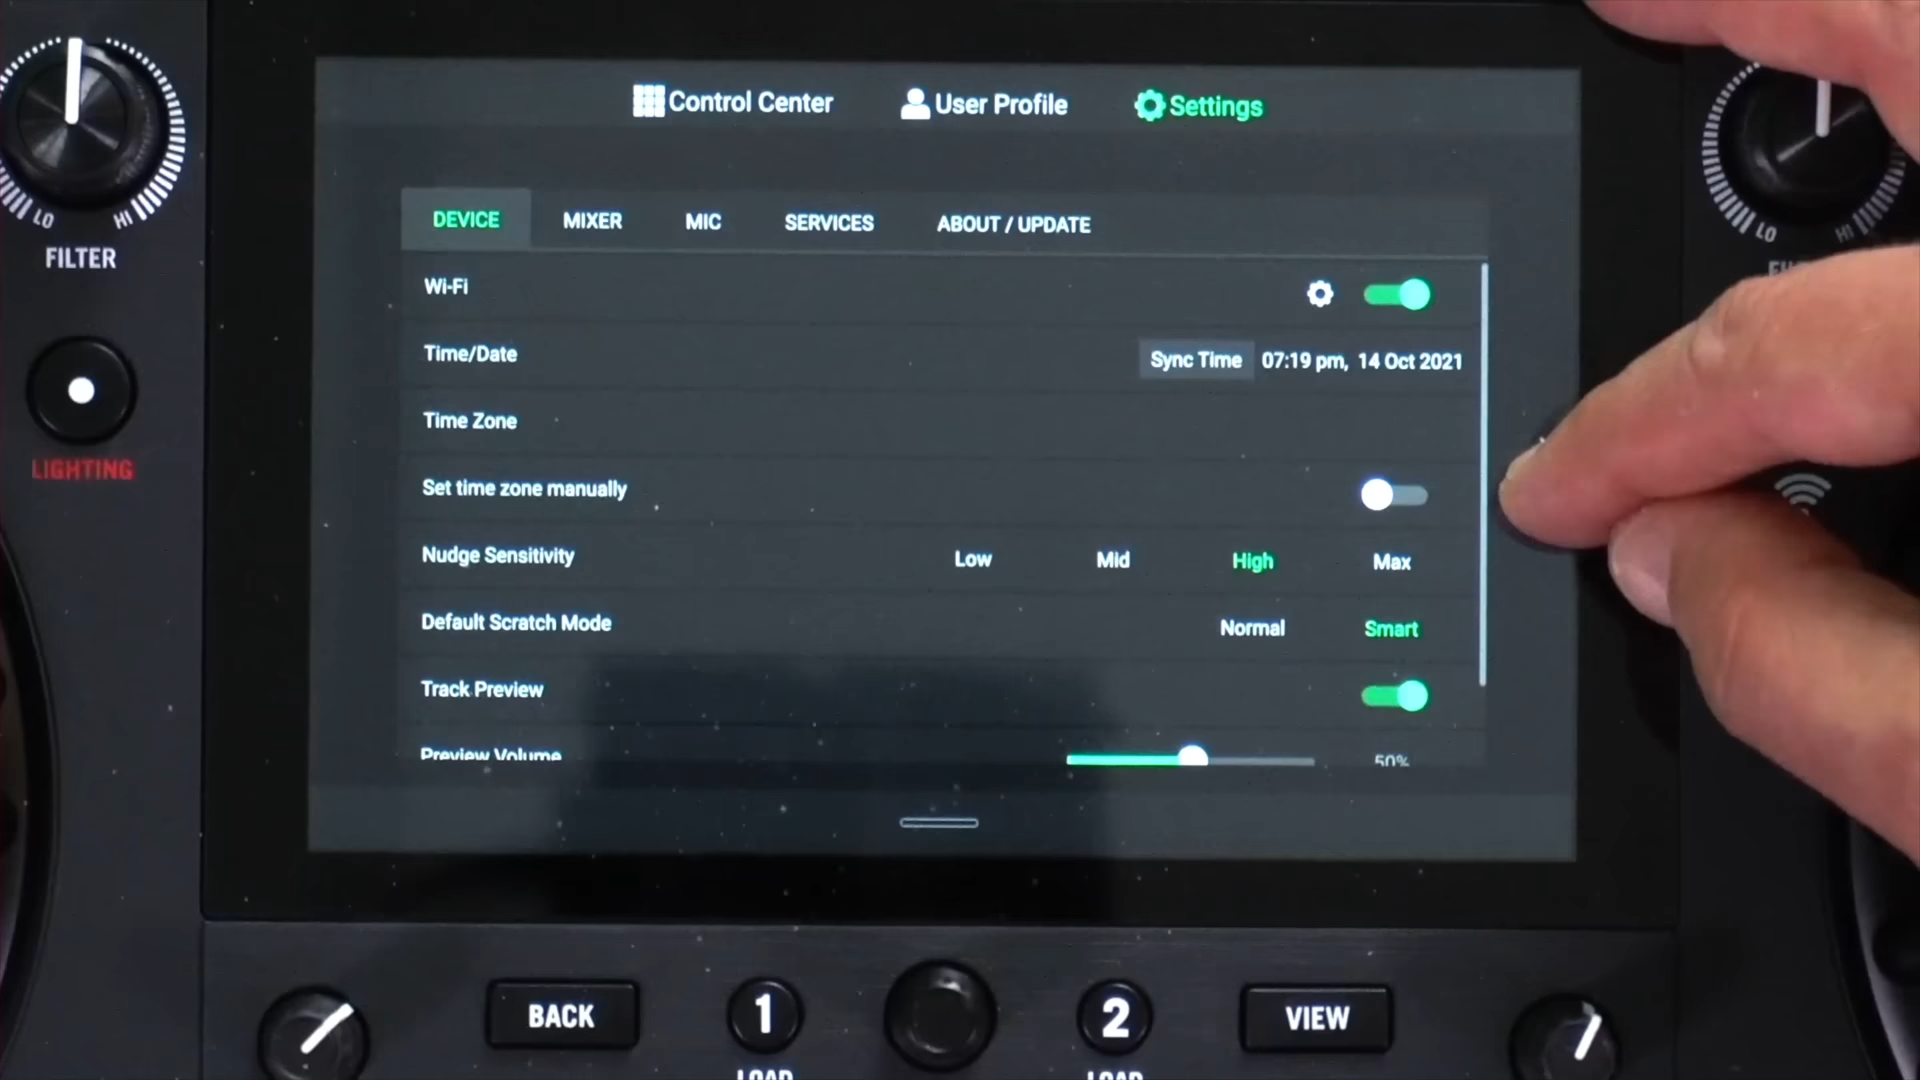 Control Center User Profile Settings
DEVICE MIXER MIC SERVICES ABOUT / UPDATE
Wi-Fi
Time/Date Sync Time 07:19 pm, 14 Oct 2021
Time Zone
Set time zone manually
Nudge Sensitivity Low Mid High Max
Default Scratch Mode Normal Smart
Track Preview
Preview Volume 50%
LO HI
FILTER
LIGHTING
LO HI
BACK 1 2 VIEW
LOAD LOAD